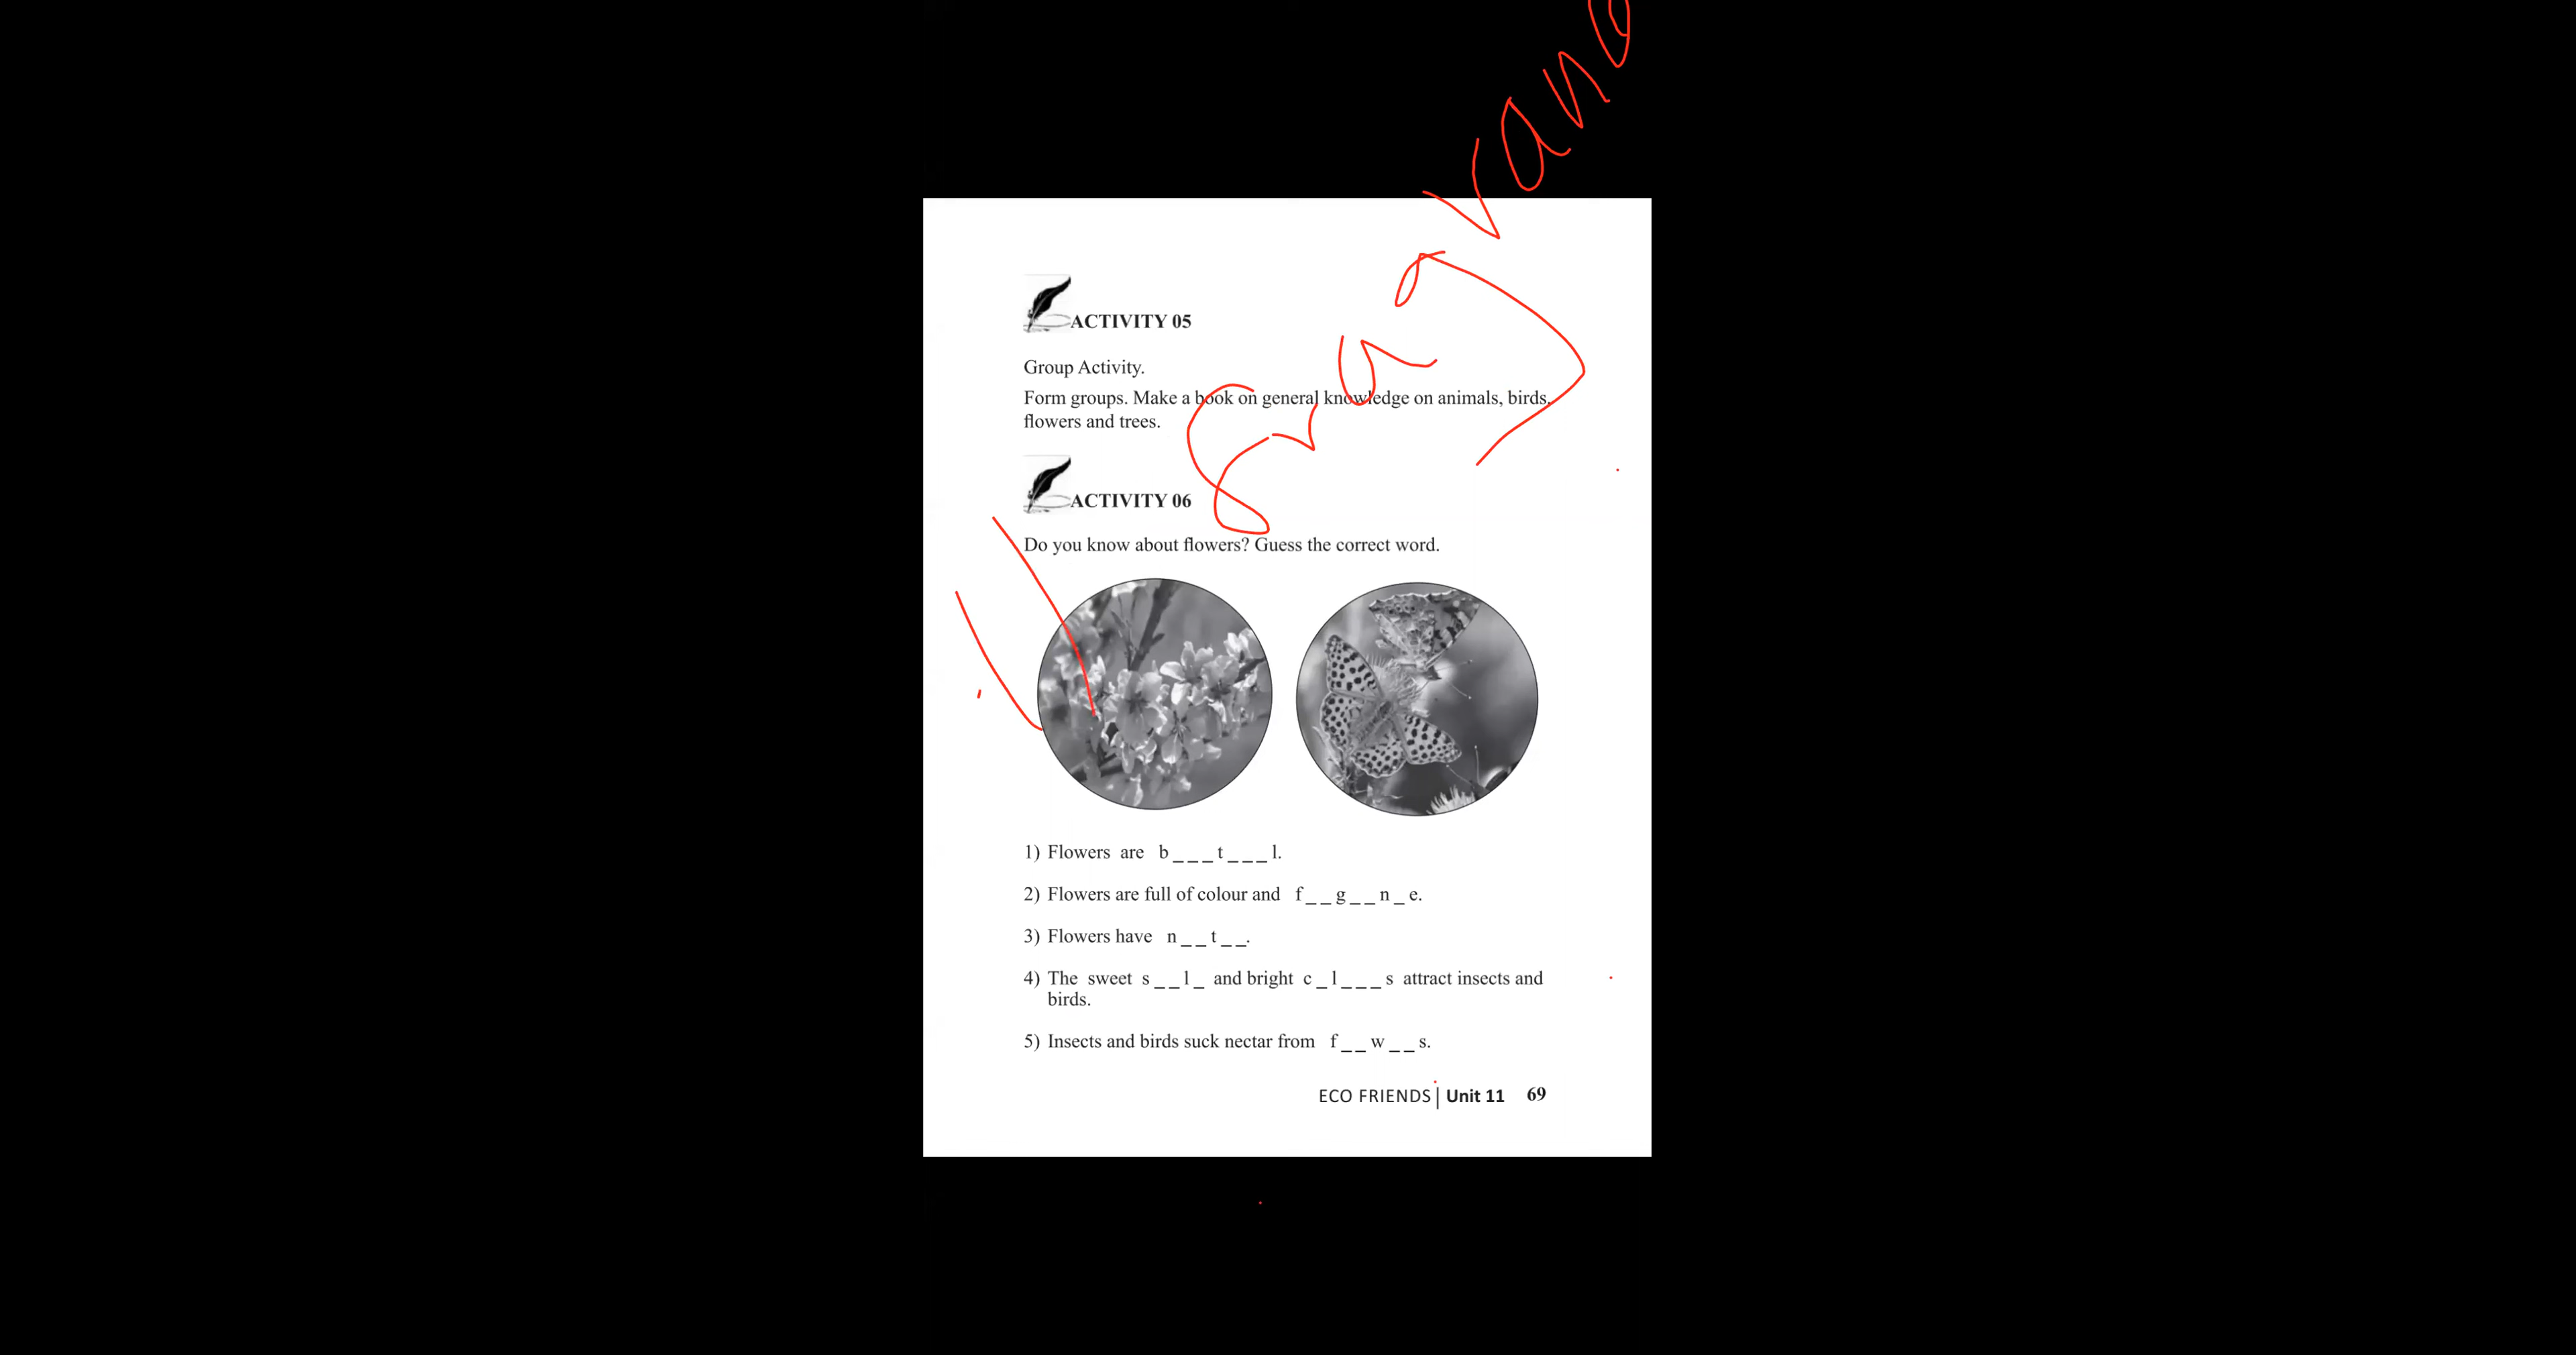 ACTIVITY 05
Group Activity.
Form groups. Make a book on general knowledge on animals, birds,
flowers and trees.
ACTIVITY 06
Do you know about flowers? Guess the correct word.
1) Flowers are b _ _ _ t _ _ _ l.
2) Flowers are full of colour and f _ _ g _ _ n _ e.
3) Flowers have n _ _ t _ _.
4) The sweet s _ _ l _ and bright c _ l _ _ _ s attract insects and
birds.
5) Insects and birds suck nectar from f _ _ w _ _ s.
ECO FRIENDS | Unit 11 69